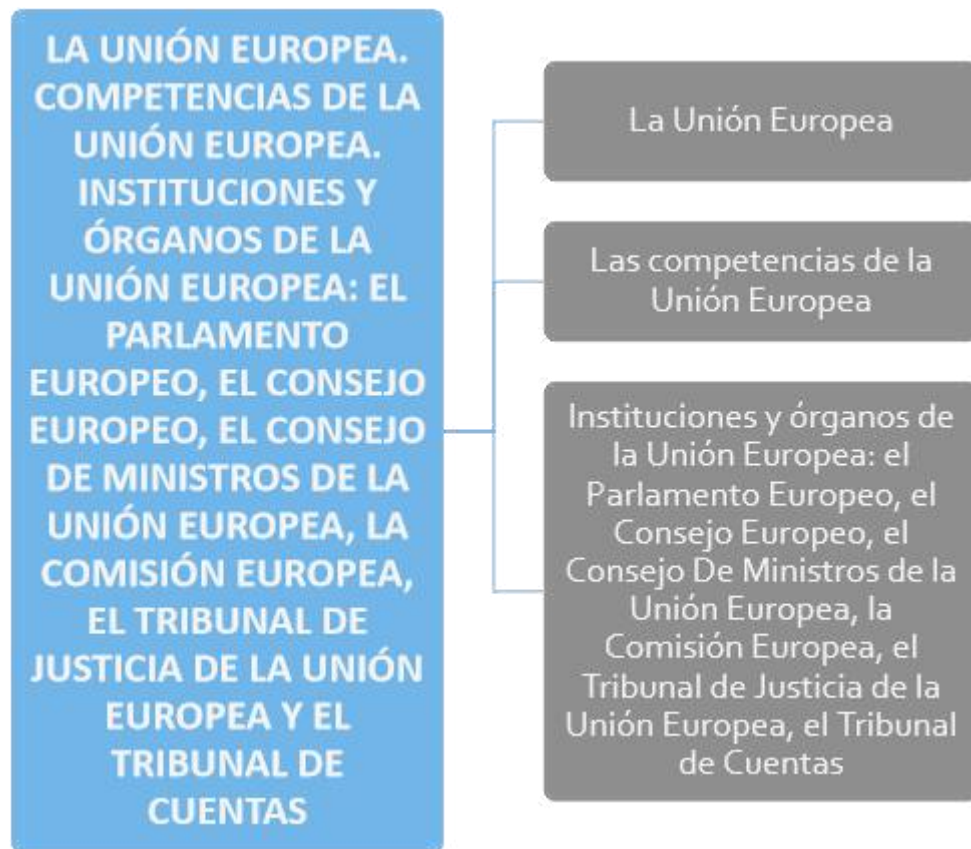 LA UNIÓN EUROPEA.
COMPETENCIAS DE LA
UNIÓN EUROPEA.
INSTITUCIONES Y
ÓRGANOS DE LA
UNIÓN EUROPEA: EL
PARLAMENTO
EUROPEO, EL CONSEJO
EUROPEO, EL CONSEJO
DE MINISTROS DE LA
UNIÓN EUROPEA, LA
COMISIÓN EUROPEA,
EL TRIBUNAL DE
JUSTICIA DE LA UNIÓN
EUROPEA Y EL
TRIBUNAL DE
CUENTAS
La Unión Europea
Las competencias de la
Unión Europea
Instituciones y órganos de
la Unión Europea: el
Parlamento Europeo, el
Consejo Europeo, el
Consejo De Ministros de la
Unión Europea, la
Comisión Europea, el
Tribunal de Justicia de la
Unión Europea, el Tribunal
de Cuentas